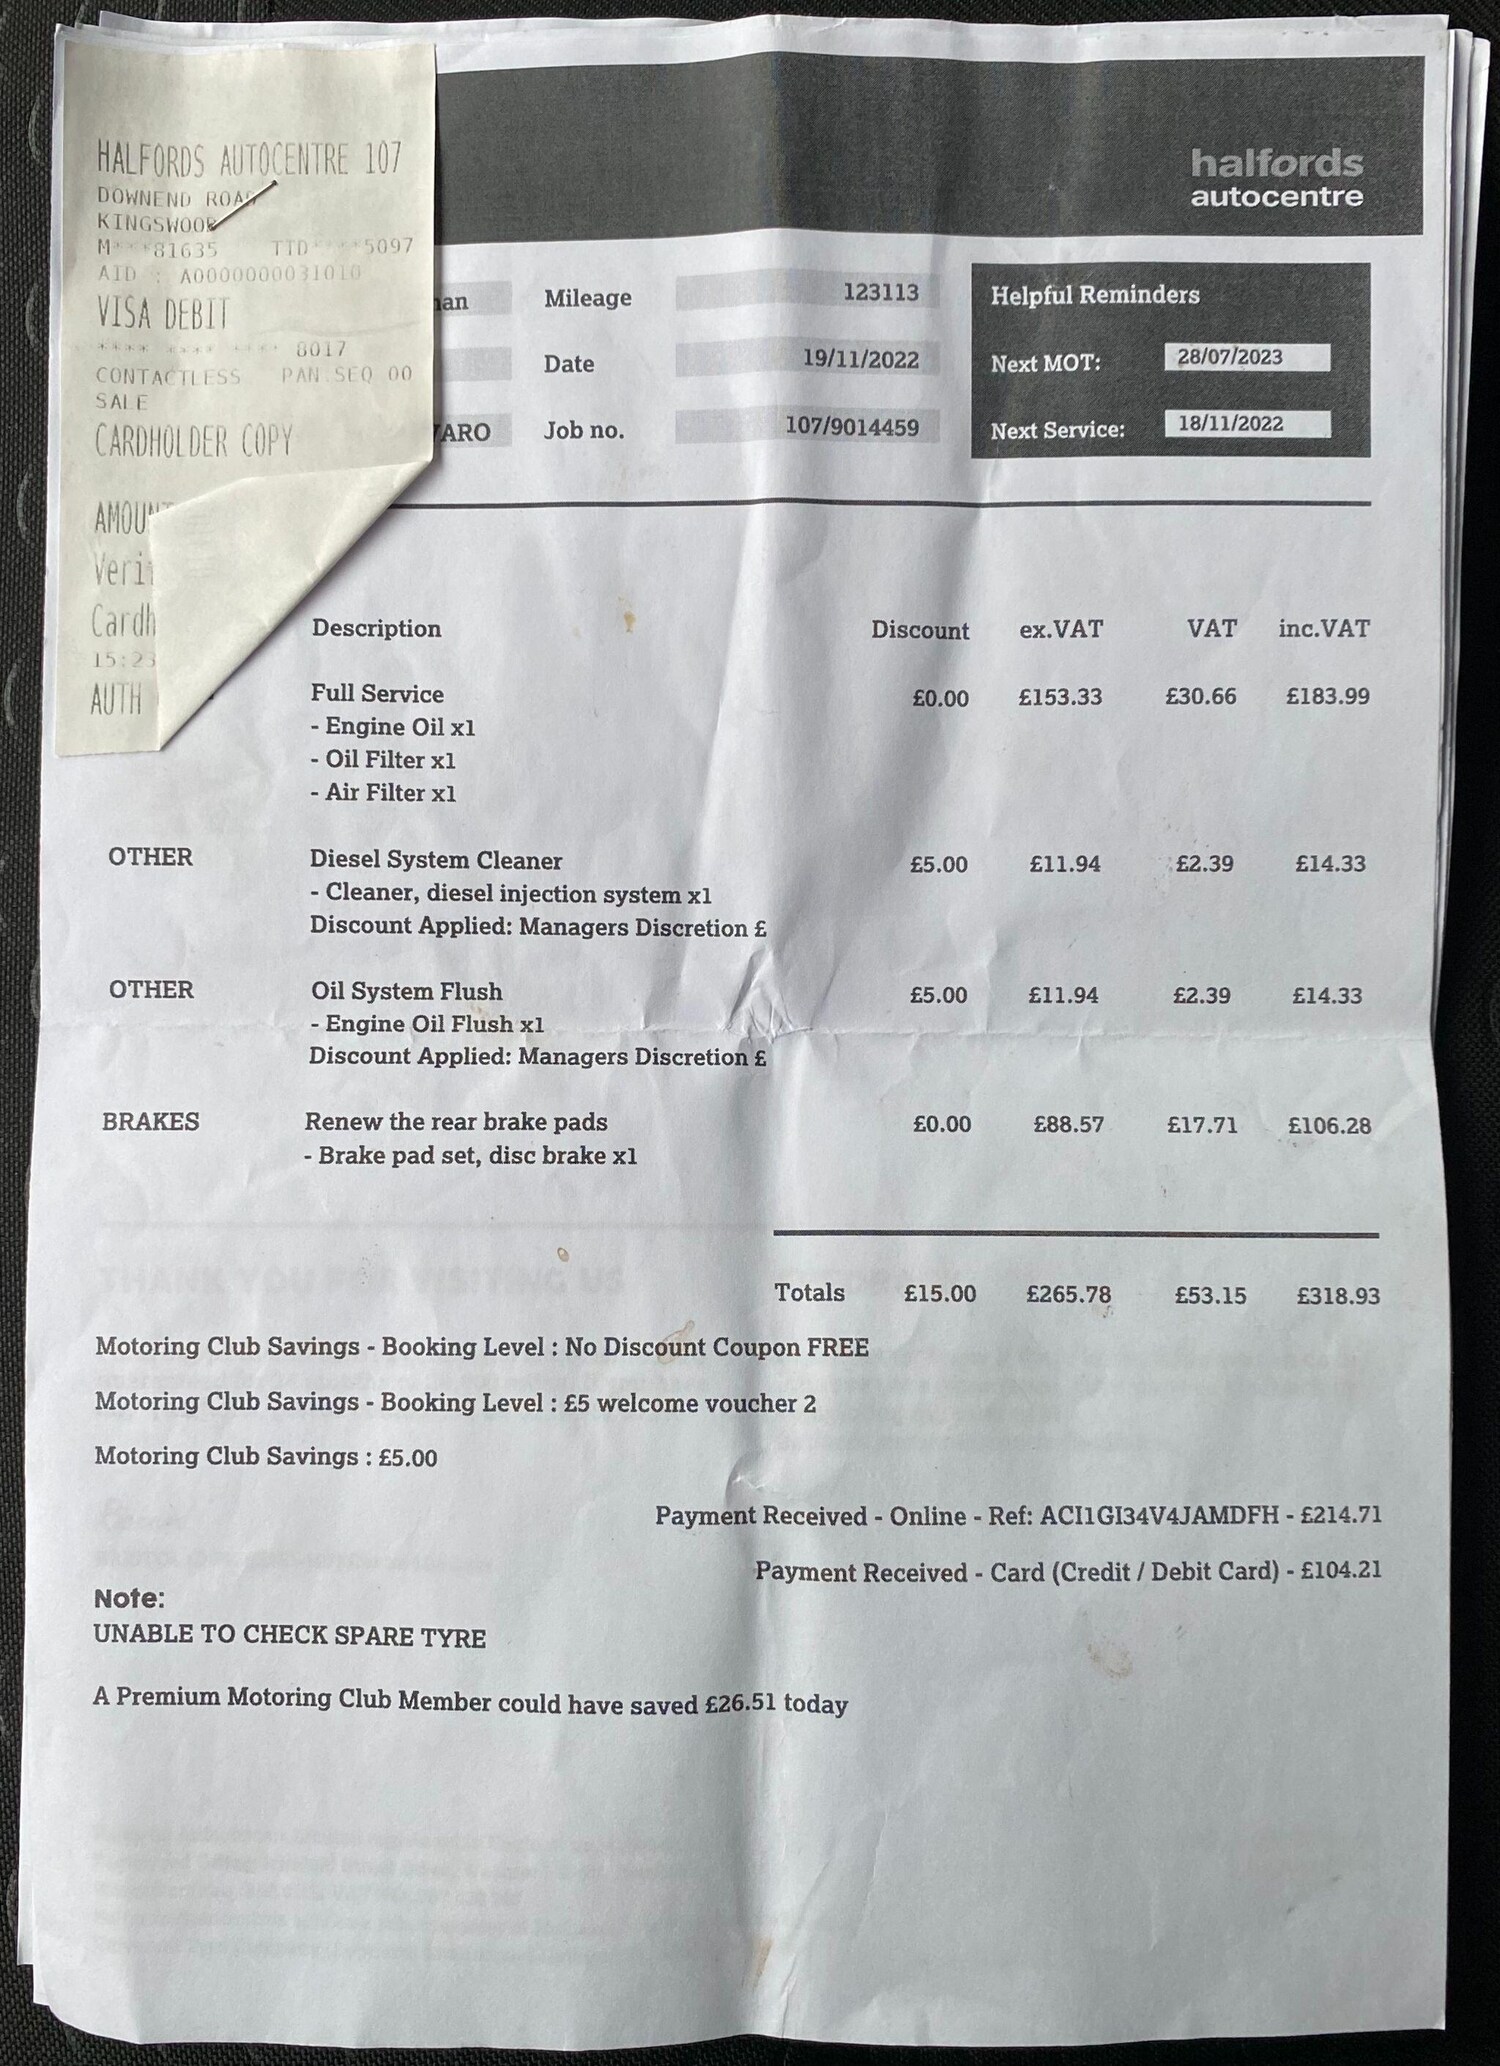 HALFORDS AUTOCENTRE 107
DOWNEND
KINGSWOOD
M***81635 TID****5097
AID : A0000000031010
VISA DEBIT
**** **** **** 8017
CONTACTLESS PAN.SEQ 00
SALE
CARDHOLDER COPY
15:23
AUTH
halfords
autocentre
Mileage 123113
Date 19/11/2022
Job no. 107/9014459
Helpful Reminders
Next MOT: 28/07/2023
Next Service: 18/11/2022
Description Discount ex.VAT VAT inc.VAT
Full Service £0.00 £153.33 £30.66 £183.99
- Engine Oil x1
- Oil Filter x1
- Air Filter x1
OTHER Diesel System Cleaner £5.00 £11.94 £2.39 £14.33
- Cleaner, diesel injection system x1
Discount Applied: Managers Discretion £
OTHER Oil System Flush £5.00 £11.94 £2.39 £14.33
- Engine Oil Flush x1
Discount Applied: Managers Discretion £
BRAKES Renew the rear brake pads £0.00 £88.57 £17.71 £106.28
- Brake pad set, disc brake x1
Totals £15.00 £265.78 £53.15 £318.93
THANK YOU FOR VISITING US
Motoring Club Savings - Booking Level : No Discount Coupon FREE
Motoring Club Savings - Booking Level : £5 welcome voucher 2
Motoring Club Savings : £5.00
Payment Received - Online - Ref: ACI1GI34V4JAMDFH - £214.71
Payment Received - Card (Credit / Debit Card) - £104.21
Note:
UNABLE TO CHECK SPARE TYRE
A Premium Motoring Club Member could have saved £26.51 today